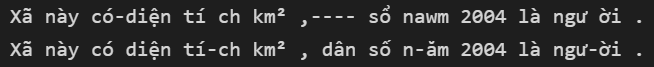 Xã này có-diện tí ch km² ,---- sổ nawm 2004 là ngư ời .
Xã này có diện tí-ch km² , dân số n-ăm 2004 là ngư-ời .